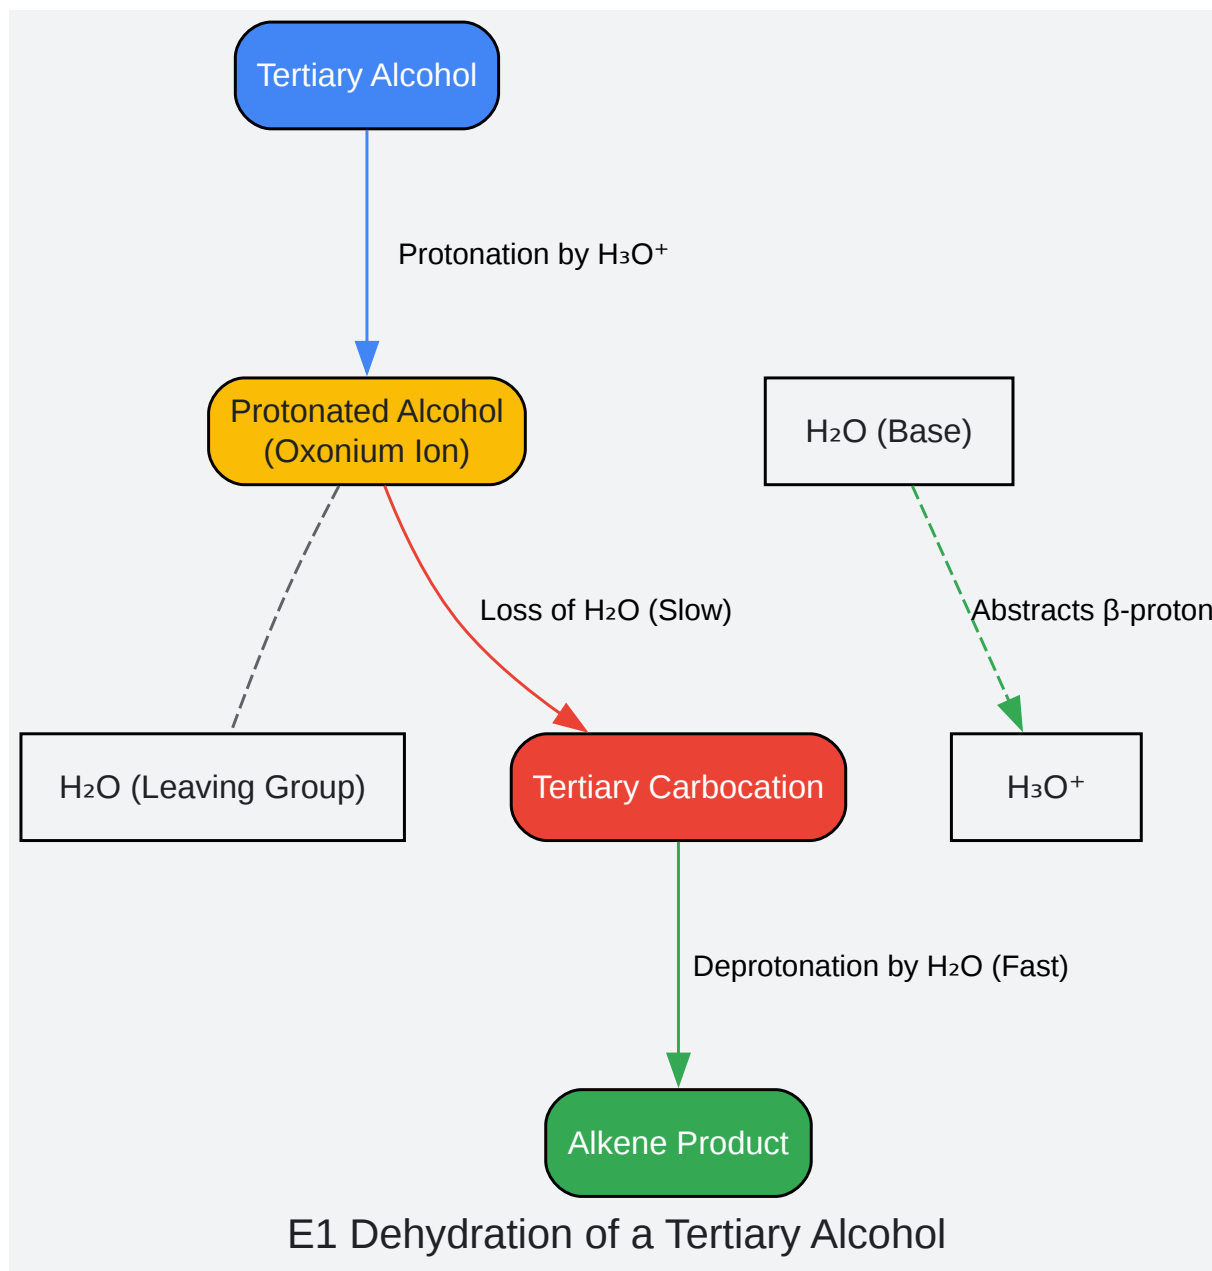 Tertiary Alcohol
Protonation by H₃O⁺
Protonated Alcohol
(Oxonium Ion)
H₂O (Base)
Loss of H₂O (Slow)
Abstracts β-proton
H₂O (Leaving Group)
Tertiary Carbocation
H₃O⁺
Deprotonation by H₂O (Fast)
Alkene Product
E1 Dehydration of a Tertiary Alcohol